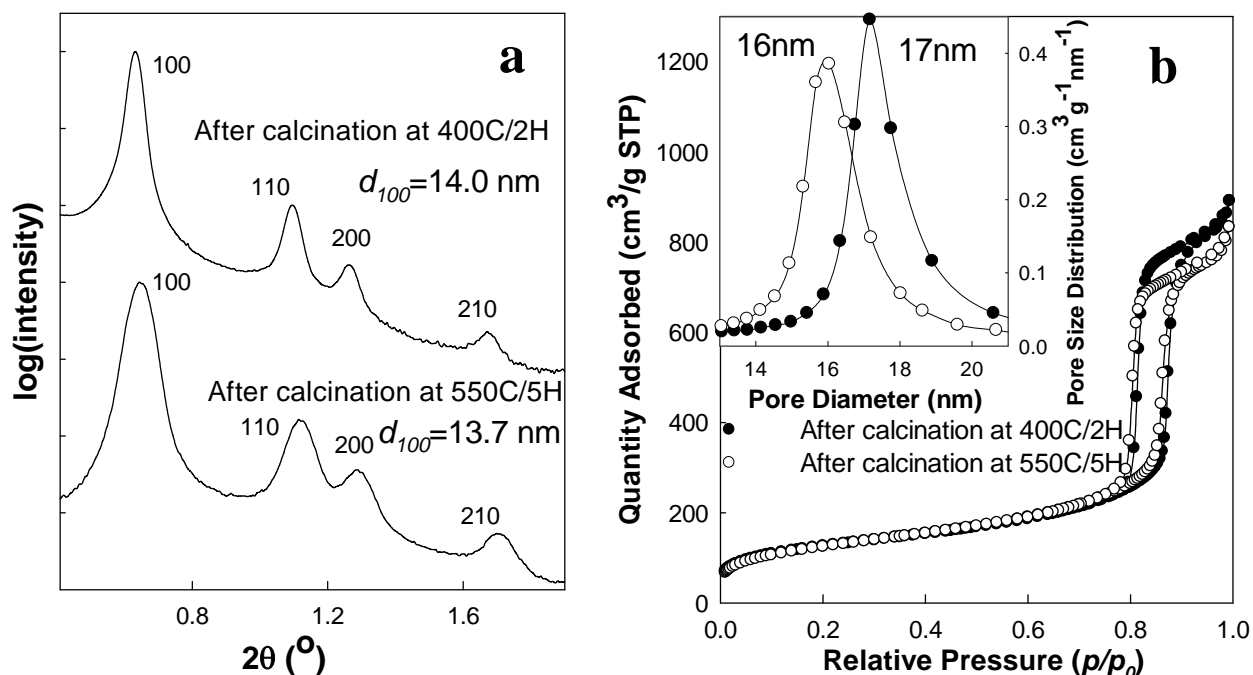 a
100
After calcination at 400C/2H
110
d100=14.0 nm
200
100
210
After calcination at 550C/5H
110
200
d100=13.7 nm
210
log(intensity)
0.8
1.2
1.6
2θ (°)
b
1200
1000
800
600
400
200
0
Quantity Adsorbed (cm3/g STP)
16nm
17nm
0.4
0.3
0.2
0.1
0.0
Pore Size Distribution (cm3g-1nm-1)
14
16
18
20
Pore Diameter (nm)
After calcination at 400C/2H
After calcination at 550C/5H
0.0
0.2
0.4
0.6
0.8
1.0
Relative Pressure (p/p0)